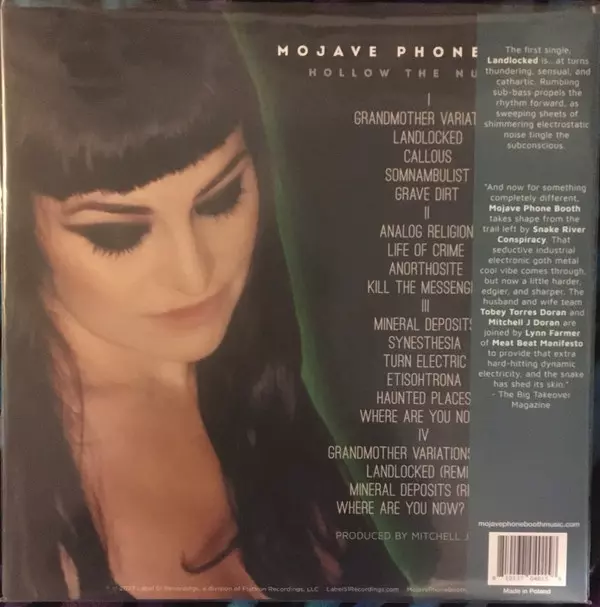 MOJAVE PHONE
HOLLOW THE NU
I
GRANDMOTHER VARIAT
LANDLOCKED
CALLOUS
SOMNAMBULIST
GRAVE DIRT
II
ANALOG RELIGION
LIFE OF CRIME
ANORTHOSITE
KILL THE MESSENG
III
MINERAL DEPOSITS
SYNESTHESIA
TURN ELECTRIC
ETISOHTRONA
HAUNTED PLACES
WHERE ARE YOU NO
IV
GRANDMOTHER VARIATIONS
LANDLOCKED (REMI
MINERAL DEPOSITS (R
WHERE ARE YOU NOW?
PRODUCED BY MITCHELL J
Recordings, a division of FlatIron Recordings, LLC
The first single,
Landlocked is... at turns
thundering, sensual, and
cathartic. Rumbling
sub-bass propels the
rhythm forward, as
sweeping sheets of
shimmering electrostatic
noise tingle the
subconscious.
"And now for something
completely different,
Mojave Phone Booth
takes shape from the
trail left by Snake River
Conspiracy. That
seductive industrial
electronic goth metal
cool vibe comes through,
but now a little harder,
edgier, and sharper. The
husband and wife team
Tobey Torres Doran and
Mitchell J Doran are
joined by Lynn Farmer
of Meat Beat Manifesto
to provide that extra
hard-hitting dynamic
electricity, and the snake
has shed its skin."
- The Big Takeover
Magazine
mojavephoneboothmusic.com
Made in Poland